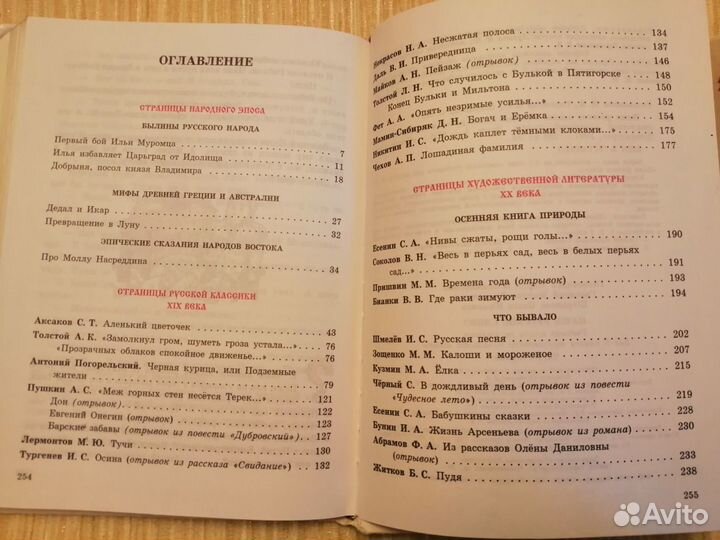 ОГЛАВЛЕНИЕ
СТРАНИЦЫ НАРОДНОГО ЭПОСА
БЫЛИНЫ РУССКОГО НАРОДА
Первый бой Ильи Муромца 7
Илья избавляет Царьград от Идолища 11
Добрыня, посол князя Владимира 18
МИФЫ ДРЕВНЕЙ ГРЕЦИИ И АВСТРАЛИИ
Дедал и Икар 27
Превращение в Луну 32
ЭПИЧЕСКИЕ СКАЗАНИЯ НАРОДОВ ВОСТОКА
Про Моллу Насреддина 34
СТРАНИЦЫ РУССКОЙ КЛАССИКИ
XIX ВЕКА
Аксаков С. Т. Аленький цветочек 43
Толстой А. К. «Замолкнул гром, шуметь гроза устала...» 76
«Прозрачных облаков спокойное движенье...» 76
Антоний Погорельский. Черная курица, или Подземные
жители 79
Пушкин А. С. «Меж горных стен несётся Терек...» 121
Дон (отрывок) 122
Евгений Онегин (отрывок) 123
Барские забавы (отрывок из повести «Дубровский») 127
Лермонтов М. Ю. Тучи 131
Тургенев И. С. Осина (отрывок из рассказа «Свидание») 132
254
Некрасов Н. А. Несжатая полоса 134
Даль В. И. Привередница 137
Майков А. Н. Пейзаж (отрывок) 146
Толстой Л. Н. Что случилось с Булькой в Пятигорске 148
Конец Бульки и Мильтона 150
Фет А. А. «Опять незримые усилья...» 152
Мамин-Сибиряк Д. Н. Богач и Ерёмка 154
Никитин И. С. «Дождь каплет тёмными клоками...» 175
Чехов А. П. Лошадиная фамилия 177
СТРАНИЦЫ ХУДОЖЕСТВЕННОЙ ЛИТЕРАТУРЫ
XX ВЕКА
ОСЕННЯЯ КНИГА ПРИРОДЫ
Есенин С. А. «Нивы сжаты, рощи голы...» 190
Соколов В. Н. «Весь в перьях сад, весь в белых перьях
сад...» 191
Пришвин М. М. Времена года (отрывок) 193
Бианки В. В. Где раки зимуют 194
ЧТО БЫВАЛО
Шмелёв И. С. Русская песня 202
Зощенко М. М. Калоши и мороженое 207
Кузмин М. А. Ёлка 215
Чёрный С. В дождливый день (отрывок из повести
«Чудесное лето») 221
Есенин С. А. Бабушкины сказки 228
Бунин И. А. Жизнь Арсеньева (отрывок из романа) 229
Абрамов Ф. А. Из рассказов Олёны Даниловны
(отрывок) 233
Житков Б. С. Пудя 238
255
Avito